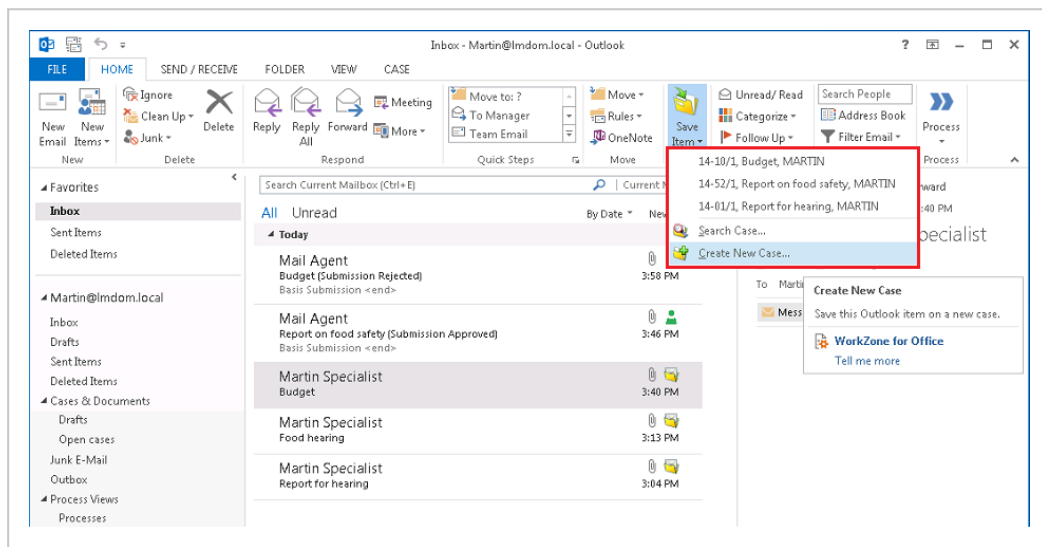 Inbox - Martin@lmdom.local - Outlook
FILE HOME SEND / RECEIVE FOLDER VIEW CASE
New Email
New Items
Ignore
Clean Up
Junk
Delete
Reply
Reply All
Forward
Meeting
More
Move to: ?
To Manager
Team Email
Move
Rules
OneNote
Save Item
Unread/ Read
Categorize
Follow Up
Search People
Address Book
Filter Email
Process
New Delete Respond Quick Steps Move Process
14-10/1, Budget, MARTIN
14-52/1, Report on food safety, MARTIN
14-01/1, Report for hearing, MARTIN
Search Case...
Create New Case...
Create New Case
Save this Outlook item on a new case.
WorkZone for Office
Tell me more
Favorites
Inbox
Sent Items
Deleted Items
Martin@lmdom.local
Inbox
Drafts
Sent Items
Deleted Items
Cases & Documents
Drafts
Open cases
Junk E-Mail
Outbox
Process Views
Processes
Search Current Mailbox (Ctrl+E)
All Unread By Date
Today
Mail Agent
Budget (Submission Rejected) 3:58 PM
Basis Submission <end>
Mail Agent
Report on food safety (Submission Approved) 3:46 PM
Basis Submission <end>
Martin Specialist
Budget 3:40 PM
Martin Specialist
Food hearing 3:13 PM
Martin Specialist
Report for hearing 3:04 PM
:40 PM
pecialist
To